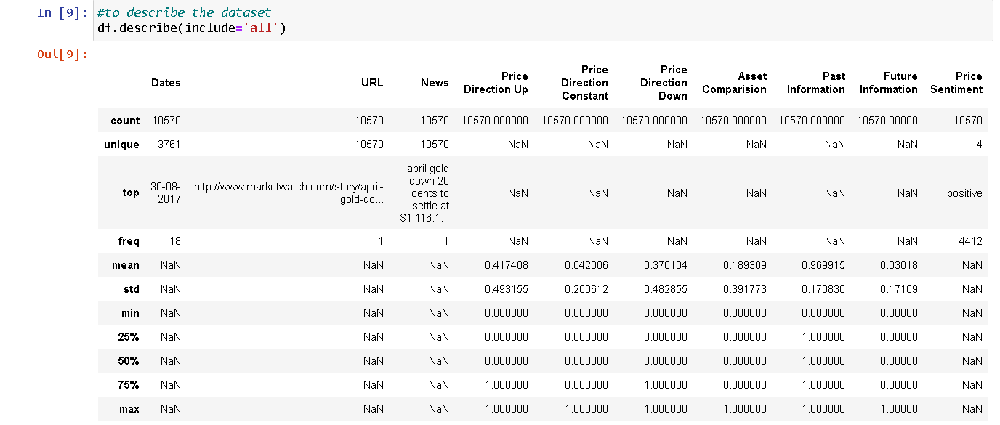 In [9]: #to describe the dataset
df.describe(include='all')
Out[9]:
Dates URL News Price Direction Up Price Direction Constant Price Direction Down Asset Comparision Past Information Future Information Price Sentiment
count 10570 10570 10570 10570.000000 10570.000000 10570.000000 10570.000000 10570.000000 10570.00000 10570
unique 3761 10570 10570 NaN NaN NaN NaN NaN NaN 4
top 30-08-2017 http://www.marketwatch.com/story/april-gold-do... april gold down 20 cents to settle at $1,116.1... NaN NaN NaN NaN NaN NaN positive
freq 18 1 1 NaN NaN NaN NaN NaN NaN 4412
mean NaN NaN NaN 0.417408 0.042006 0.370104 0.189309 0.969915 0.03018 NaN
std NaN NaN NaN 0.493155 0.200612 0.482855 0.391773 0.170830 0.17109 NaN
min NaN NaN NaN 0.000000 0.000000 0.000000 0.000000 0.000000 0.00000 NaN
25% NaN NaN NaN 0.000000 0.000000 0.000000 0.000000 1.000000 0.00000 NaN
50% NaN NaN NaN 0.000000 0.000000 0.000000 0.000000 1.000000 0.00000 NaN
75% NaN NaN NaN 1.000000 0.000000 1.000000 0.000000 1.000000 0.00000 NaN
max NaN NaN NaN 1.000000 1.000000 1.000000 1.000000 1.000000 1.00000 NaN